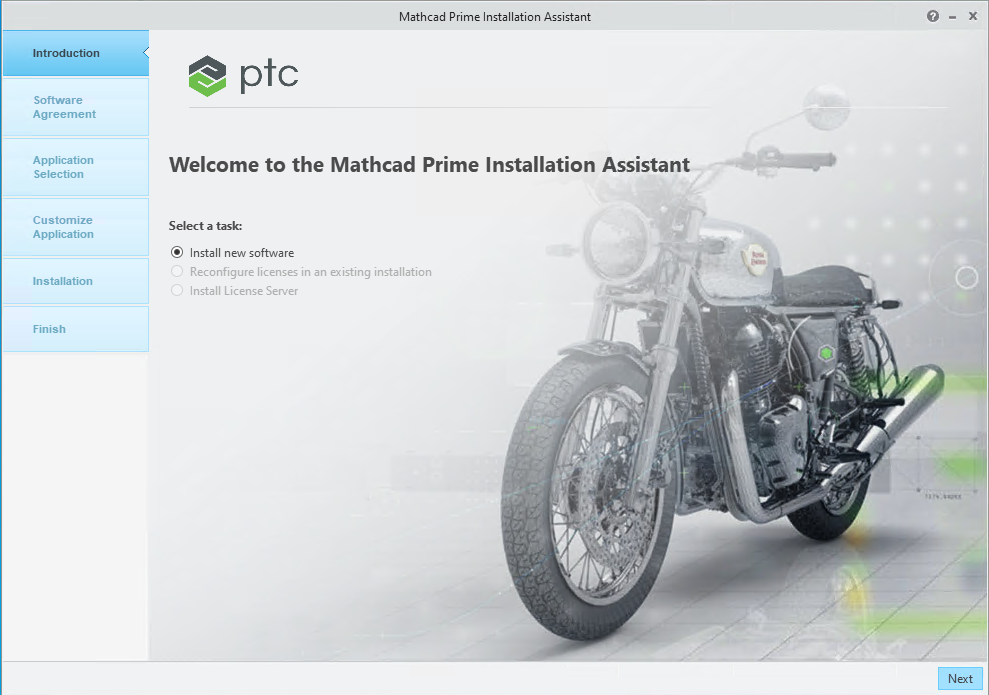 Mathcad Prime Installation Assistant
Introduction
Software
Agreement
Application
Selection
Customize
Application
Installation
Finish
ptc
Welcome to the Mathcad Prime Installation Assistant
Select a task:
Install new software
Reconfigure licenses in an existing installation
Install License Server
Next